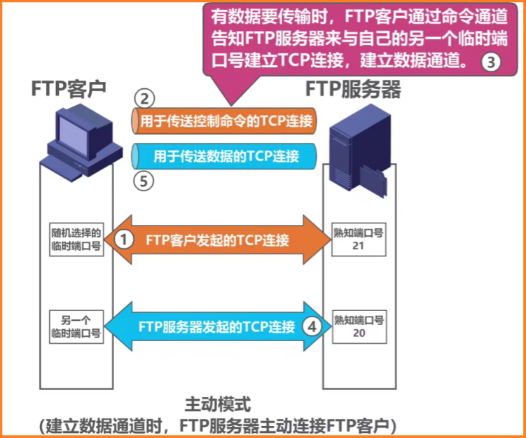 有数据要传输时，FTP客户通过命令通道
告知FTP服务器来与自己的另一个临时端
口号建立TCP连接，建立数据通道。 ③
FTP客户
FTP服务器
②
用于传送控制命令的TCP连接
用于传送数据的TCP连接
⑤
随机选择的
临时端口号
① FTP客户发起的TCP连接
熟知端口号
21
另一个
临时端口号
FTP服务器发起的TCP连接 ④
熟知端口号
20
主动模式
(建立数据通道时，FTP服务器主动连接FTP客户)